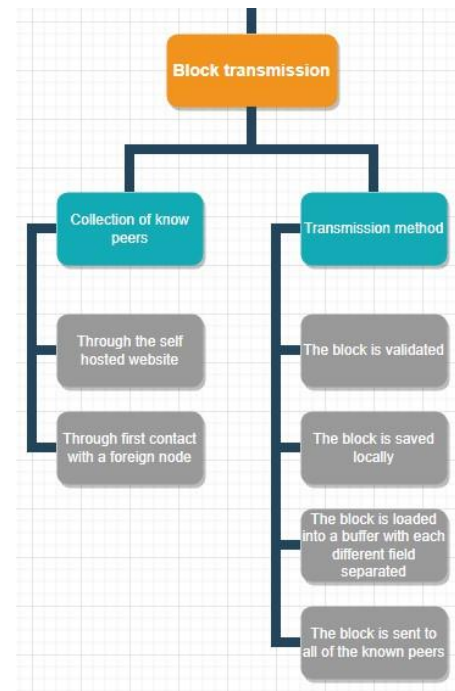 Block transmission
Collection of know
peers
Transmission method
Through the self
hosted website
Through first contact
with a foreign node
The block is validated
The block is saved
locally
The block is loaded
into a buffer with each
different field
separated
The block is sent to
all of the known peers